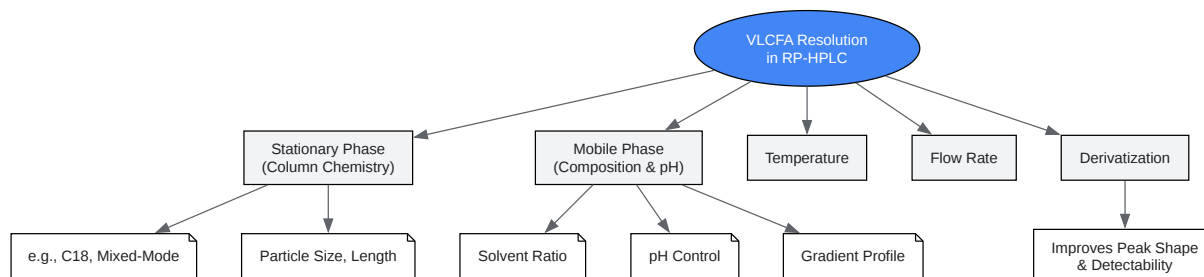 VLCFA Resolution
in RP-HPLC
Stationary Phase
(Column Chemistry)
Mobile Phase
(Composition & pH)
Temperature
Flow Rate
Derivatization
e.g., C18, Mixed-Mode
Particle Size, Length
Solvent Ratio
pH Control
Gradient Profile
Improves Peak Shape
& Detectability